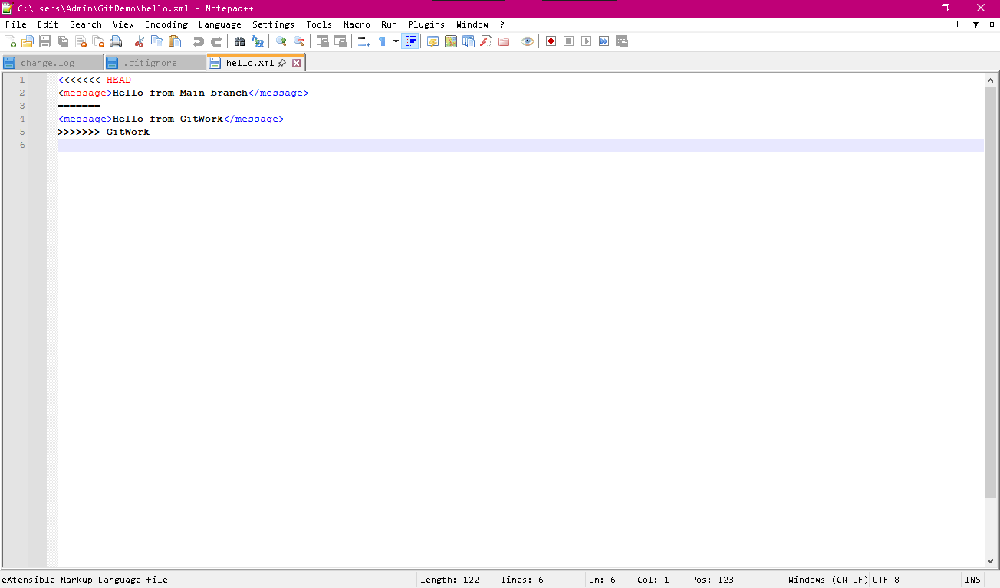 C:\Users\Admin\GitDemo\hello.xml - Notepad++
File Edit Search View Encoding Language Settings Tools Macro Run Plugins Window ?
change.log .gitignore hello.xml
1 <<<<<<< HEAD
2 <message>Hello from Main branch</message>
3 =======
4 <message>Hello from GitWork</message>
5 >>>>>>> GitWork
6
eXtensible Markup Language file length: 122 lines: 6 Ln: 6 Col: 1 Pos: 123 Windows (CR LF) UTF-8 INS